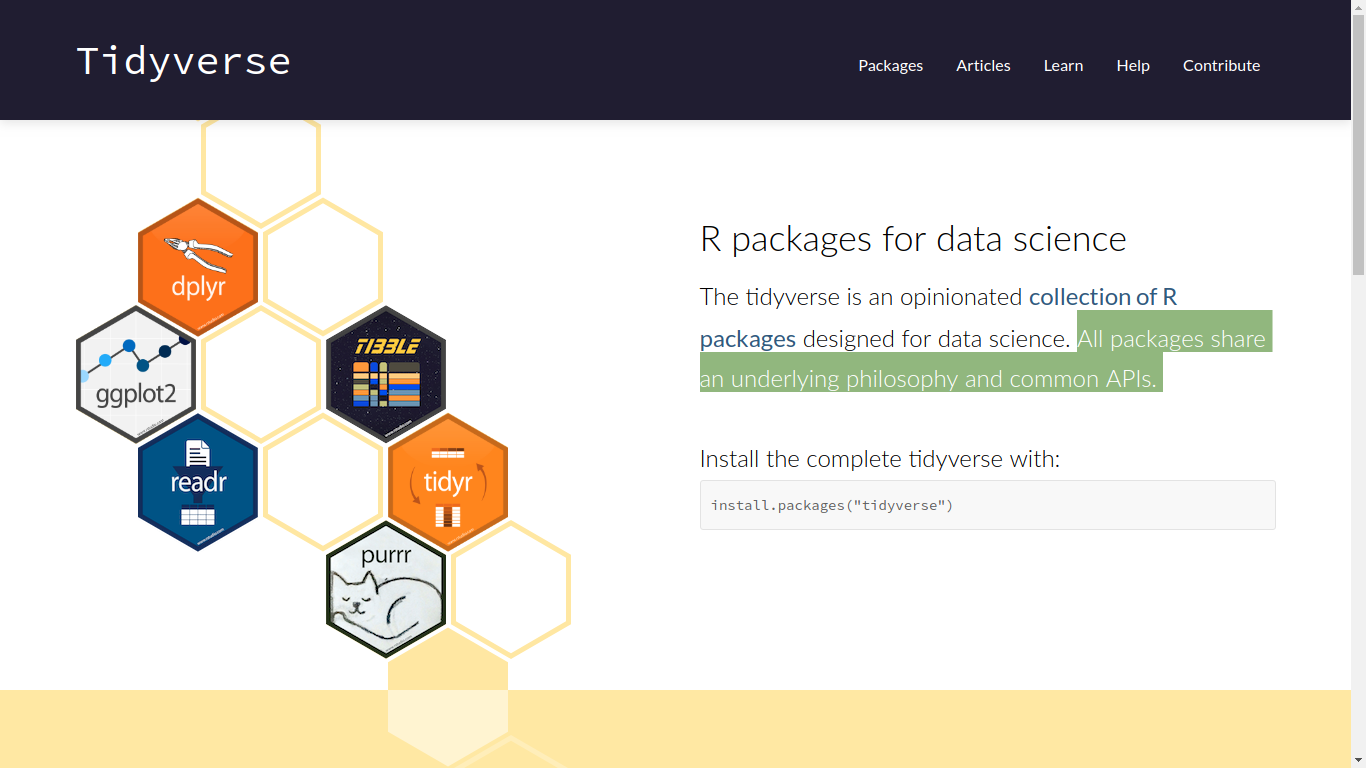 Tidyverse
Packages Articles Learn Help Contribute
R packages for data science
The tidyverse is an opinionated collection of R
packages designed for data science. All packages share
an underlying philosophy and common APIs.
Install the complete tidyverse with:
install.packages("tidyverse")
dplyr
ggplot2
TIBBLE
readr
tidyr
purrr